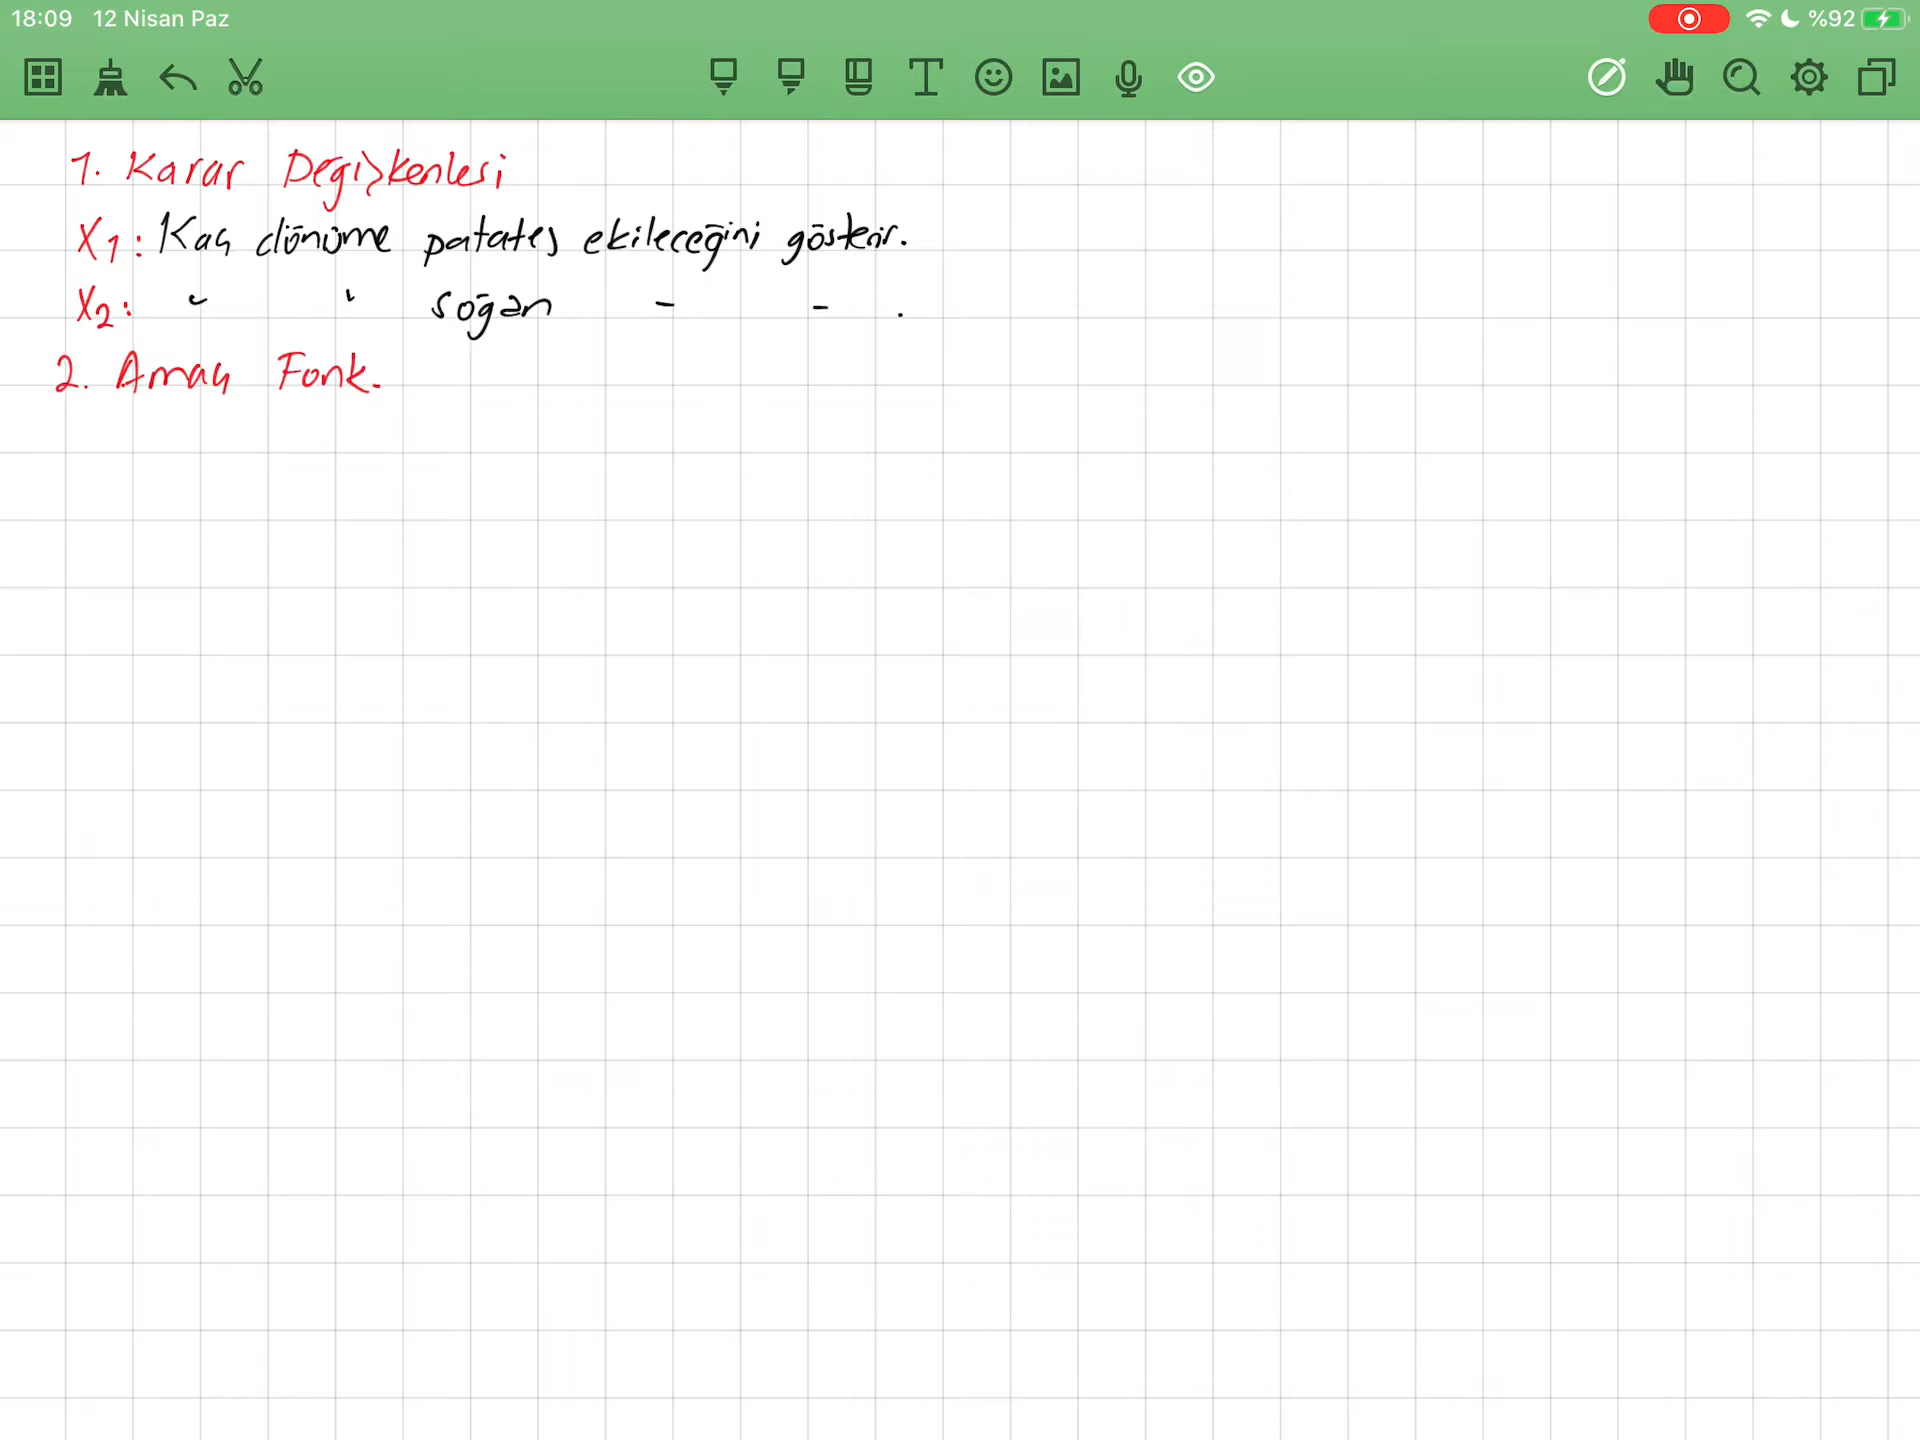 18:09 12 Nisan Paz %92
1. Karar Değişkenleri
X1: Kaç dönüme patates ekileceğini gösterir.
X2: " " soğan - - .
2. Amaç Fonk.